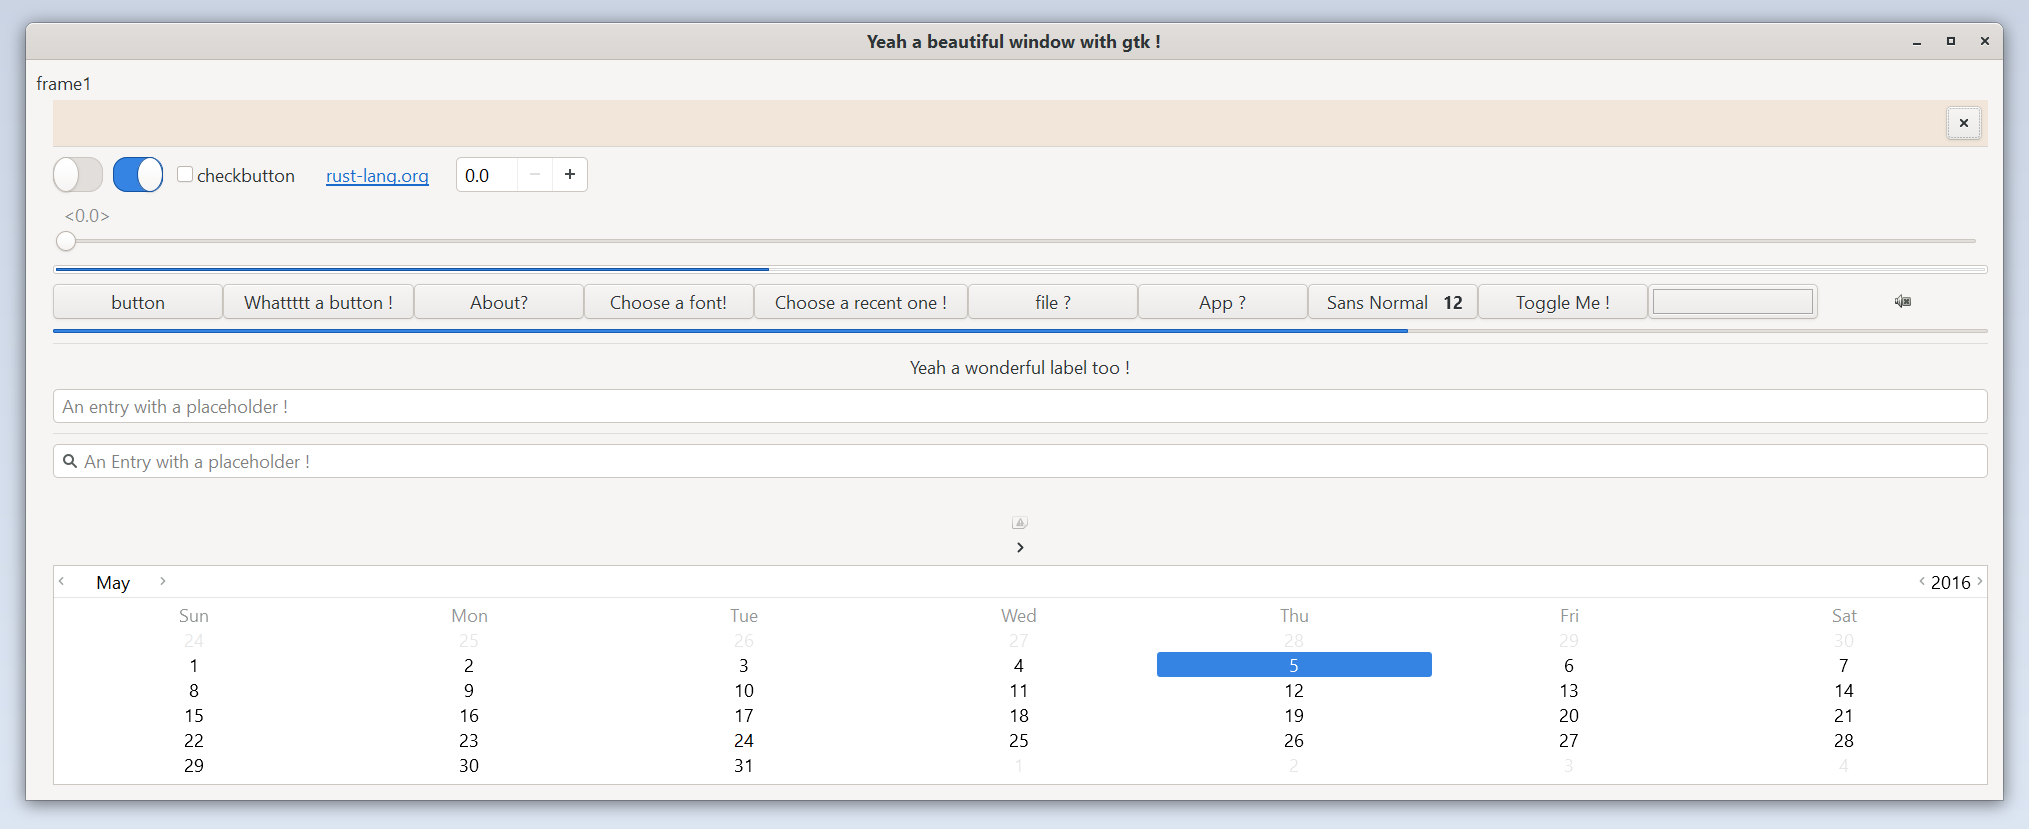 Yeah a beautiful window with gtk !
frame1
checkbutton rust-lang.org 0.0 − +
<0.0>
button Whattttt a button ! About? Choose a font! Choose a recent one ! file ? App ? Sans Normal 12 Toggle Me !
Yeah a wonderful label too !
An entry with a placeholder !
An Entry with a placeholder !
May 2016
Sun Mon Tue Wed Thu Fri Sat
24 25 26 27 28 29 30
1 2 3 4 5 6 7
8 9 10 11 12 13 14
15 16 17 18 19 20 21
22 23 24 25 26 27 28
29 30 31 1 2 3 4